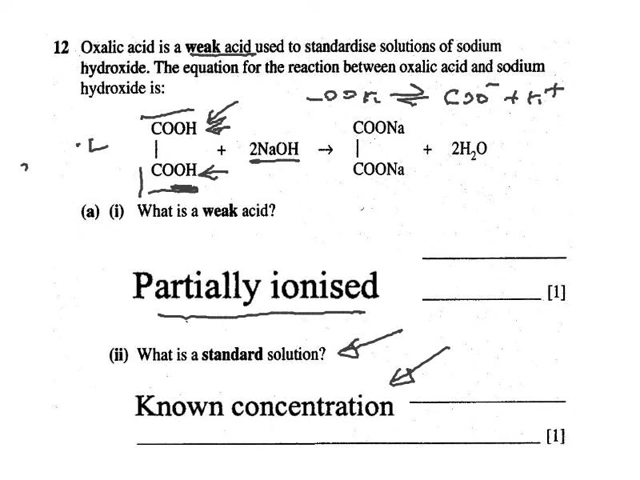 12 Oxalic acid is a weak acid used to standardise solutions of sodium
hydroxide. The equation for the reaction between oxalic acid and sodium
hydroxide is:
COO⁻ + H⁺
COOH COONa
| + 2NaOH → | + 2H₂O
COOH COONa
(a) (i) What is a weak acid?
Partially ionised
[1]
(ii) What is a standard solution?
Known concentration
[1]